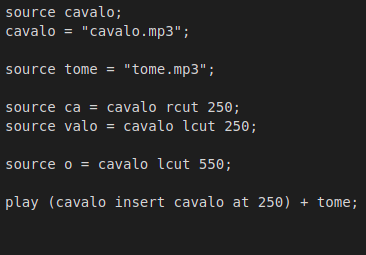 source cavalo;
cavalo = "cavalo.mp3";
source tome = "tome.mp3";
source ca = cavalo rcut 250;
source valo = cavalo lcut 250;
source o = cavalo lcut 550;
play (cavalo insert cavalo at 250) + tome;